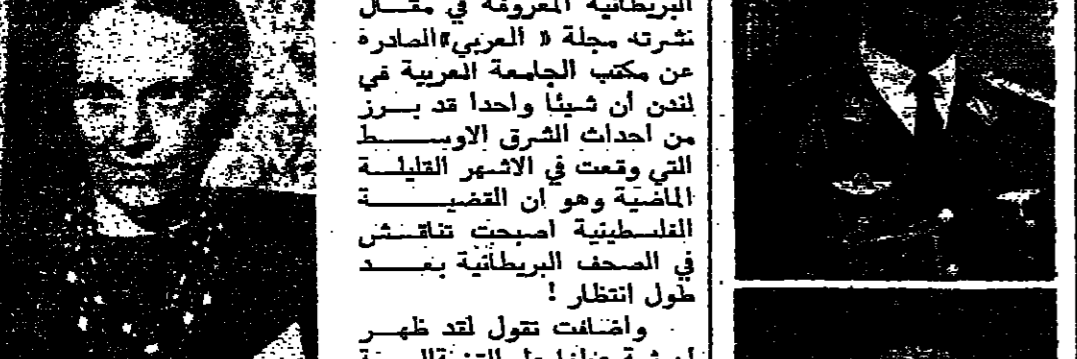 البريطانية المعروفة في مقال
نشرته مجلة « العربي »الصادرة
عن مكتب الجامعة العربية في
لندن ان شيئا واحدا قد برز
من احداث الشرق الاوسط
التي وقعت في الاشهر القليلة
الماضية وهو ان القضية
الفلسطينية اصبحت تناقش
في الصحف البريطانية بعد
طول انتظار !
واضافت تقول لقد ظهر